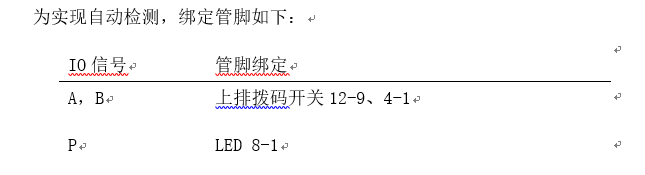 为实现自动检测，绑定管脚如下：
IO 信号 管脚绑定
A，B 上排拨码开关 12-9、4-1
P LED 8-1